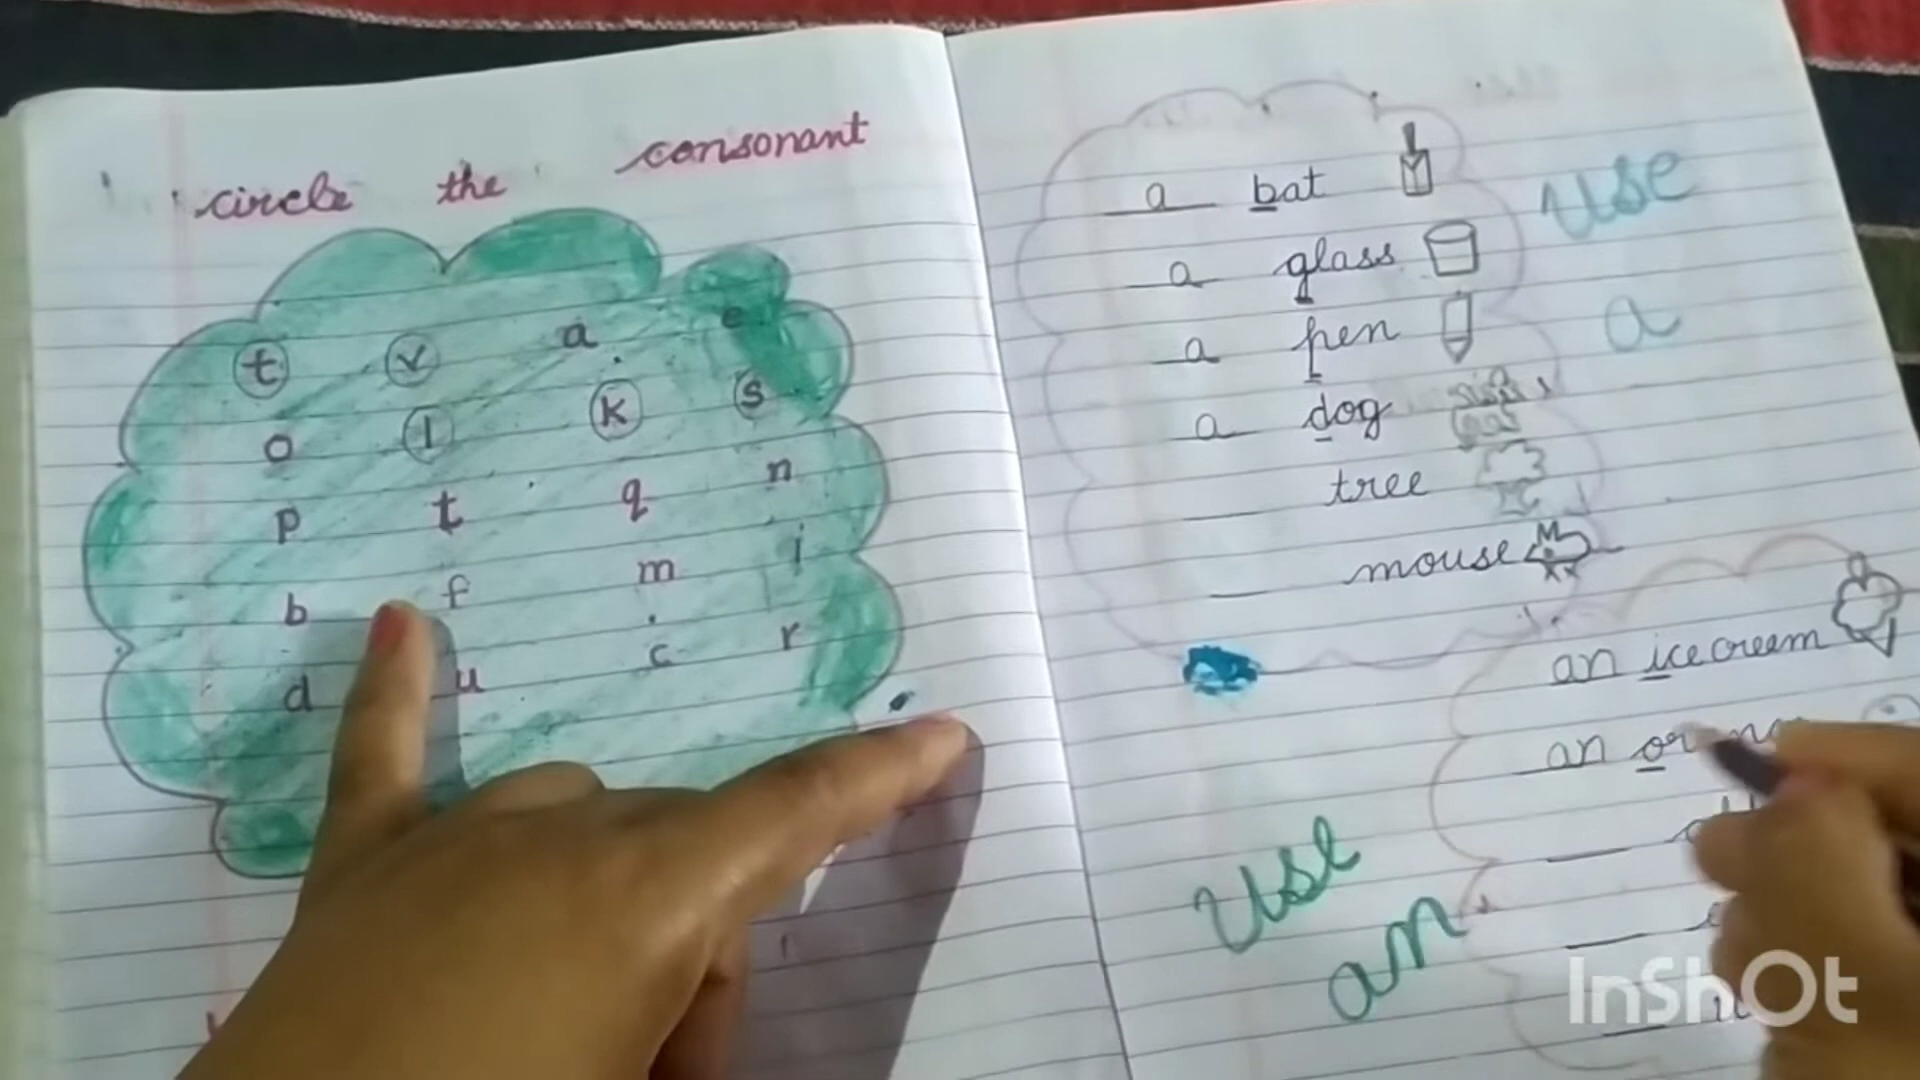 circle the consonant
t v a e
o l k s
p t q n
b f m i
d u c r
a bat
a glass
a pen
a dog
tree
mouse
use
a
an icecream
an
use
an
InShOt